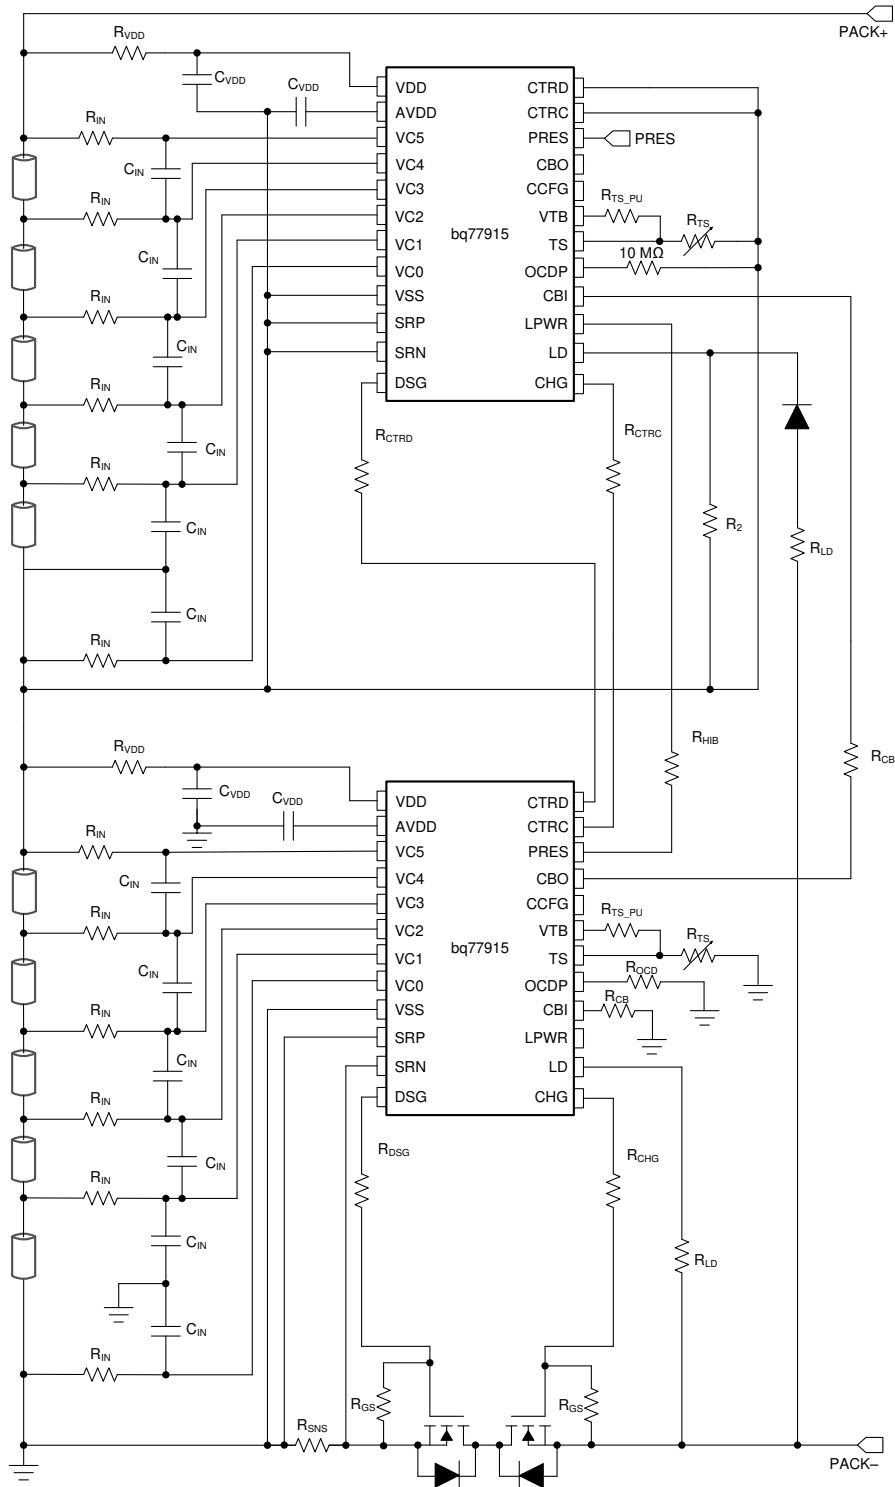 PACK+
RVDD
CVDD
CVDD
VDD
CTRD
AVDD
CTRC
RIN
VC5
PRES
PRES
CIN
VC4
CBO
RIN
VC3
CCFG
RTS_PU
VC2
VTB
RTS
bq77915
VC1
TS
CIN
10 MΩ
VC0
OCDP
VSS
CBI
RIN
SRP
LPWR
CIN
SRN
LD
DSG
CHG
RIN
RCTRD
RCTRC
CIN
RIN
CIN
R2
RLD
CIN
RIN
RHIB
RVDD
RCB
CVDD
CVDD
VDD
CTRD
AVDD
CTRC
RIN
VC5
PRES
CIN
VC4
CBO
RIN
VC3
CCFG
RTS_PU
VC2
VTB
RTS
bq77915
VC1
TS
CIN
ROCD
VC0
OCDP
RCB
VSS
CBI
RIN
SRP
LPWR
CIN
SRN
LD
DSG
CHG
RIN
RDSG
RCHG
CIN
RIN
CIN
RLD
CIN
RIN
RGS
RGS
RSNS
PACK–